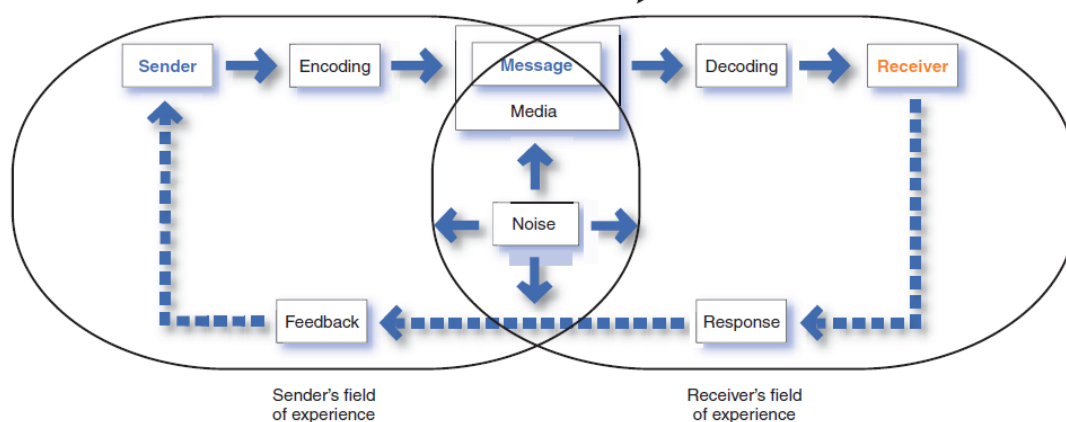 Sender
Encoding
Message
Media
Decoding
Receiver
Noise
Feedback
Response
Sender’s field
of experience
Receiver’s field
of experience